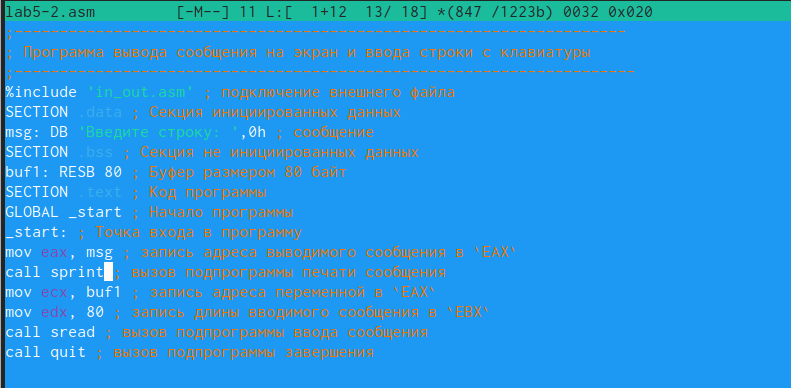 lab5-2.asm [-M--] 11 L:[ 1+12 13/ 18] *(847 /1223b) 0032 0x020
;--------------------------------------------------------------------
; Программа вывода сообщения на экран и ввода строки с клавиатуры
;---------------------------------------------------------------------
%include 'in_out.asm' ; подключение внешнего файла
SECTION .data ; Секция инициированных данных
msg: DB 'Введите строку: ',0h ; сообщение
SECTION .bss ; Секция не инициированных данных
buf1: RESB 80 ; Буфер размером 80 байт
SECTION .text ; Код программы
GLOBAL _start ; Начало программы
_start: ; Точка входа в программу
mov eax, msg ; запись адреса выводимого сообщения в `EAX`
call sprint ; вызов подпрограммы печати сообщения
mov ecx, buf1 ; запись адреса переменной в `EAX`
mov edx, 80 ; запись длины вводимого сообщения в `EBX`
call sread ; вызов подпрограммы ввода сообщения
call quit ; вызов подпрограммы завершения